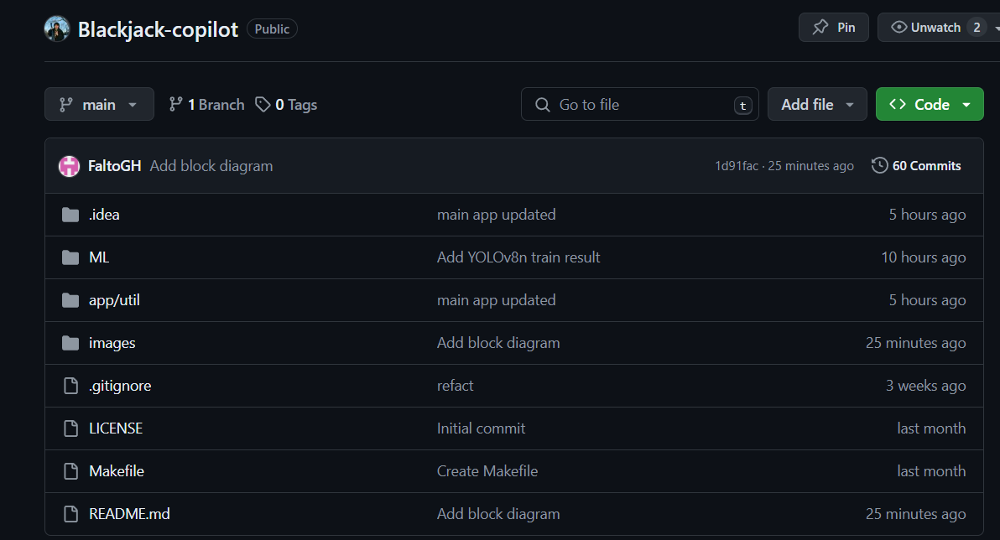 Blackjack-copilot Public Pin Unwatch 2
main 1 Branch 0 Tags Go to file t Add file Code
FaltoGH Add block diagram 1d91fac · 25 minutes ago 60 Commits
.idea main app updated 5 hours ago
ML Add YOLOv8n train result 10 hours ago
app/util main app updated 5 hours ago
images Add block diagram 25 minutes ago
.gitignore refact 3 weeks ago
LICENSE Initial commit last month
Makefile Create Makefile last month
README.md Add block diagram 25 minutes ago